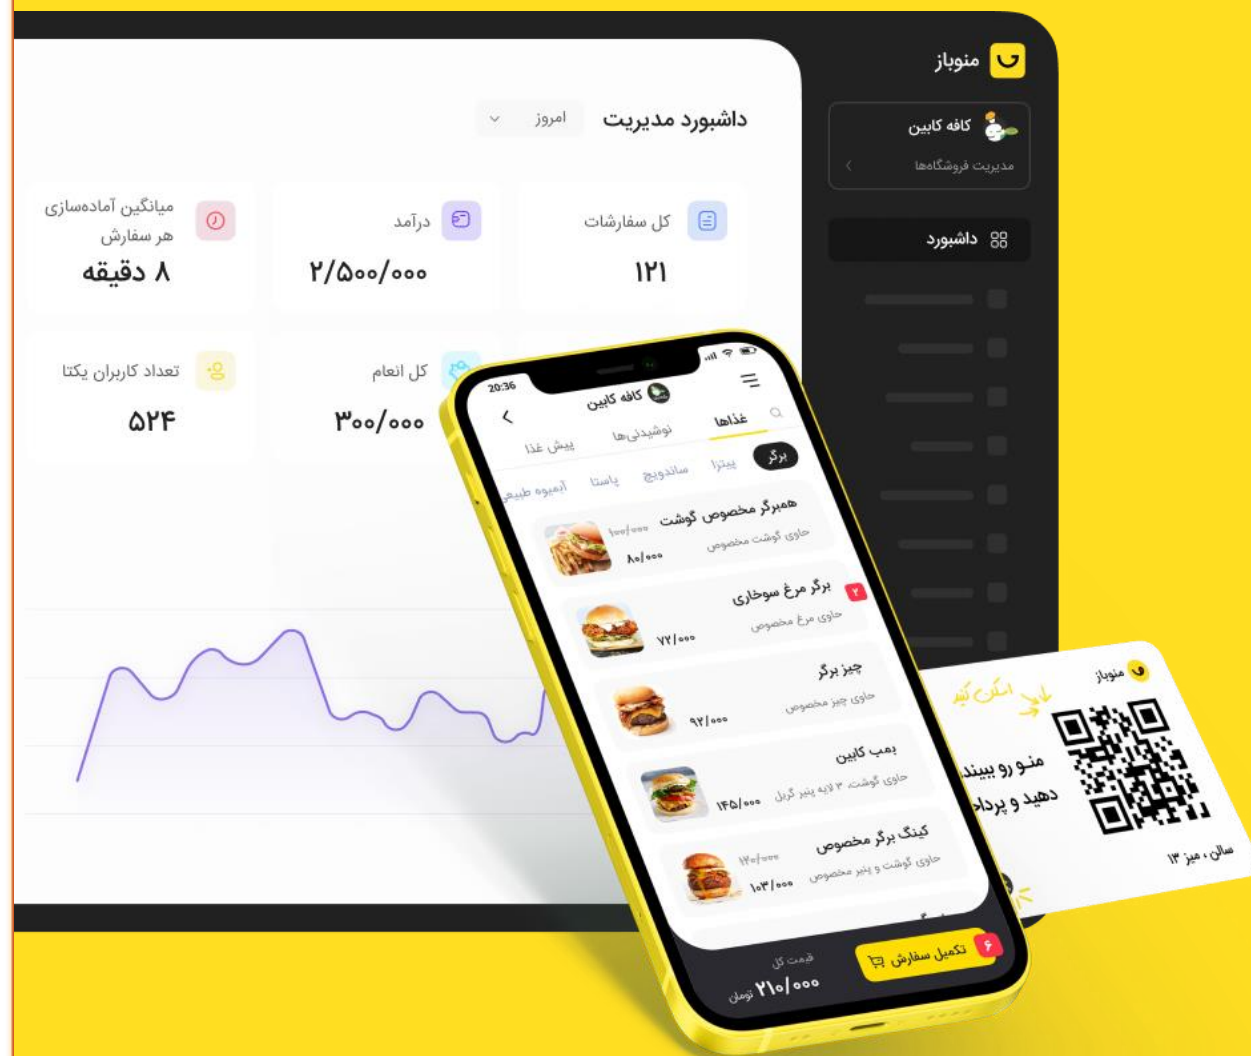 منوباز
کافه کابین
مدیریت فروشگاه‌ها
داشبورد
داشبورد مدیریت
امروز
کل سفارشات
۱۲۱
درآمد
۲/۵۰۰/۰۰۰
میانگین آماده‌سازی
هر سفارش
۸ دقیقه
کل انعام
۳۰۰/۰۰۰
تعداد کاربران یکتا
۵۲۴
20:36
کافه کابین
غذاها نوشیدنی‌ها پیش غذا
برگر پیتزا ساندویچ پاستا آبمیوه طبیعی
همبرگر مخصوص گوشت ۱۰۰/۰۰۰
حاوی گوشت مخصوص ۸۰/۰۰۰
۲ برگر مرغ سوخاری
حاوی مرغ مخصوص ۷۲/۰۰۰
چیز برگر
حاوی چیز مخصوص ۹۲/۰۰۰
بمب کابین
حاوی گوشت، ۳ لایه پنیر گریل ۱۴۵/۰۰۰
کینگ برگر مخصوص ۱۲۰/۰۰۰
حاوی گوشت و پنیر مخصوص ۱۰۳/۰۰۰
۶ تکمیل سفارش
قیمت کل
۲۱۰/۰۰۰ تومان
منوباز
اسکن کنید
منو رو ببیند
دهید و پرداخ
سالن ، میز ۱۳